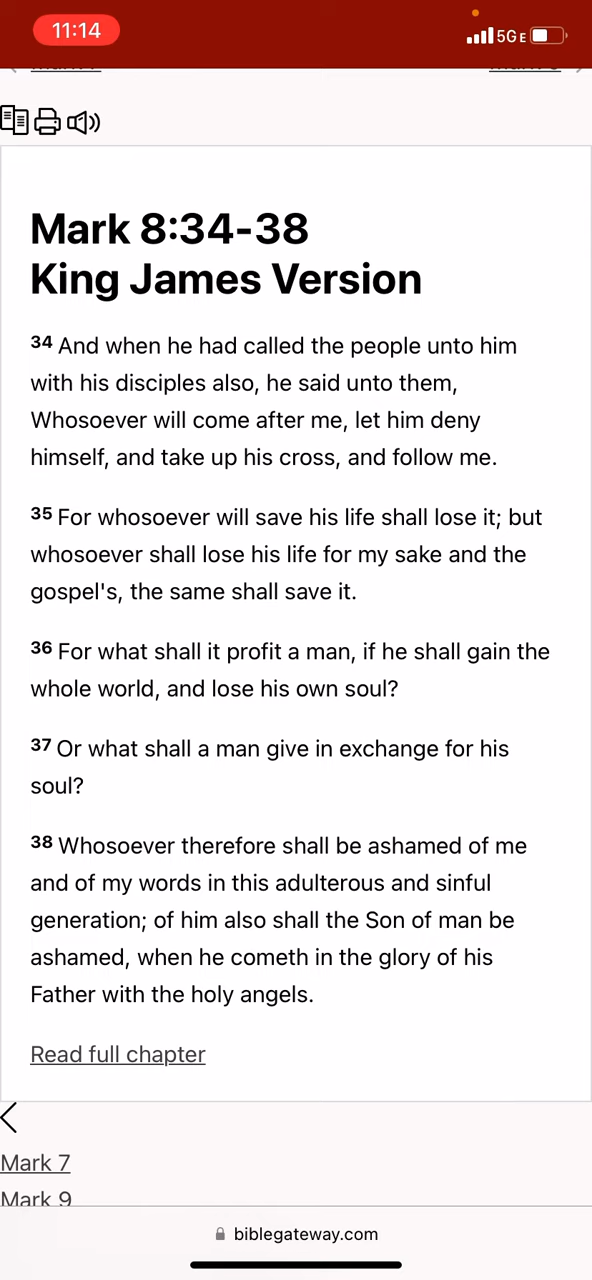 11:14
5GE
Mark 8:34-38
King James Version
34 And when he had called the people unto him
with his disciples also, he said unto them,
Whosoever will come after me, let him deny
himself, and take up his cross, and follow me.
35 For whosoever will save his life shall lose it; but
whosoever shall lose his life for my sake and the
gospel's, the same shall save it.
36 For what shall it profit a man, if he shall gain the
whole world, and lose his own soul?
37 Or what shall a man give in exchange for his
soul?
38 Whosoever therefore shall be ashamed of me
and of my words in this adulterous and sinful
generation; of him also shall the Son of man be
ashamed, when he cometh in the glory of his
Father with the holy angels.
Read full chapter
Mark 7
Mark 9
biblegateway.com